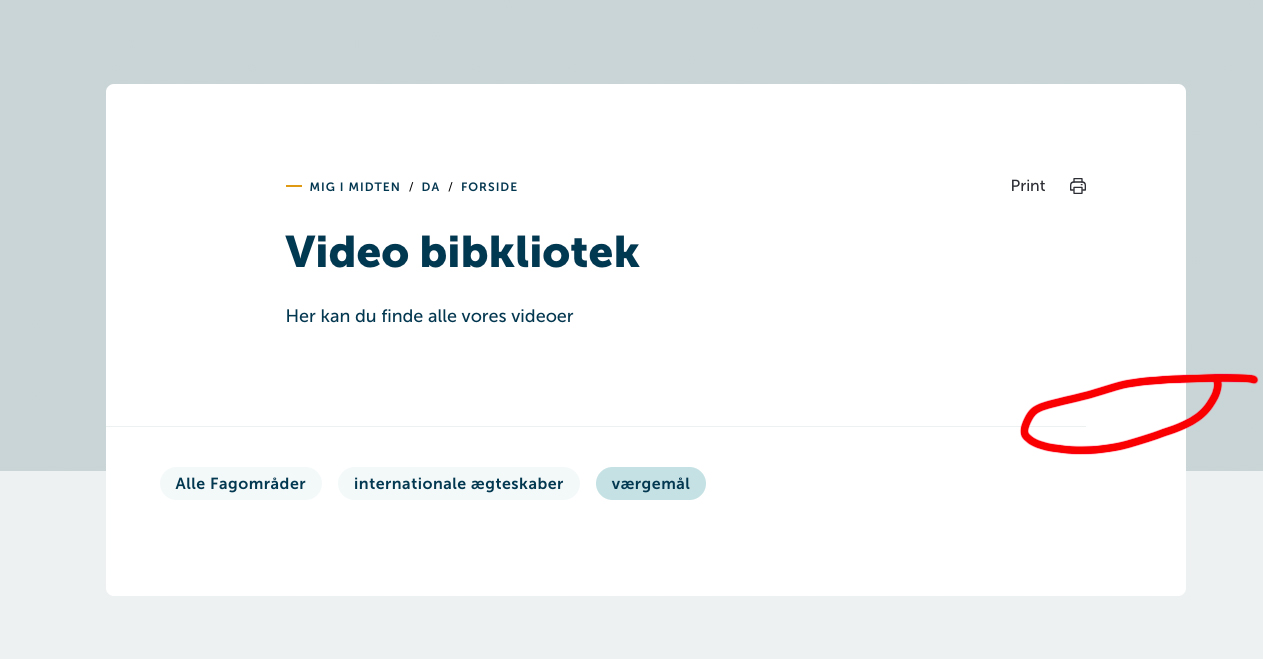 MIG I MIDTEN / DA / FORSIDE
Print
Video bibkliotek
Her kan du finde alle vores videoer
Alle Fagområder
internationale ægteskaber
værgemål